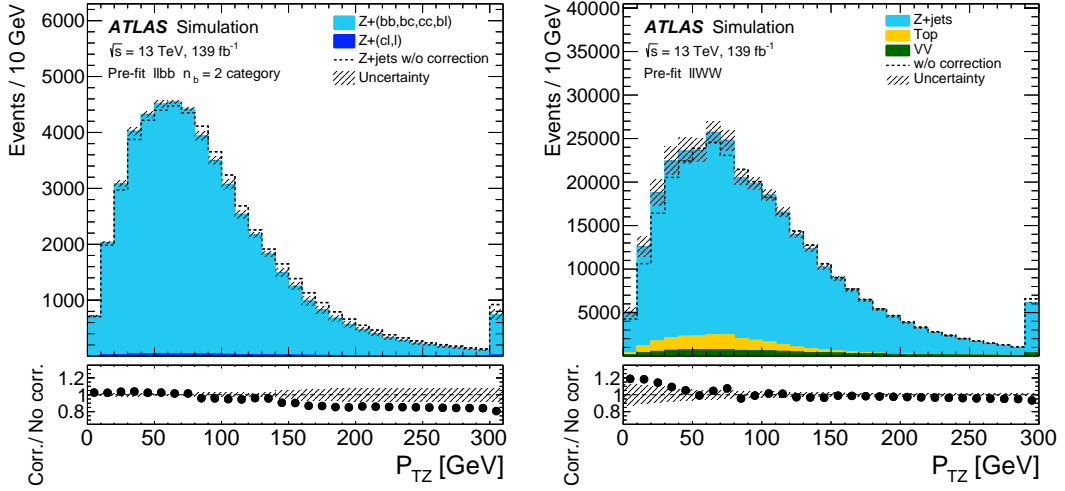 ATLAS Simulation
√s = 13 TeV, 139 fb⁻¹
Pre-fit llbb n_b = 2 category
Z+(bb,bc,cc,bl)
Z+(cl,l)
Z+jets w/o correction
Uncertainty
Events / 10 GeV
6000
5000
4000
3000
2000
1000
Corr./ No corr.
1.2
1
0.8
0 50 100 150 200 250 300
P_TZ [GeV]
ATLAS Simulation
√s = 13 TeV, 139 fb⁻¹
Pre-fit llWW
Z+jets
Top
VV
w/o correction
Uncertainty
Events / 10 GeV
40000
35000
30000
25000
20000
15000
10000
5000
Corr./ No corr.
1.2
1
0.8
0 50 100 150 200 250 300
P_TZ [GeV]